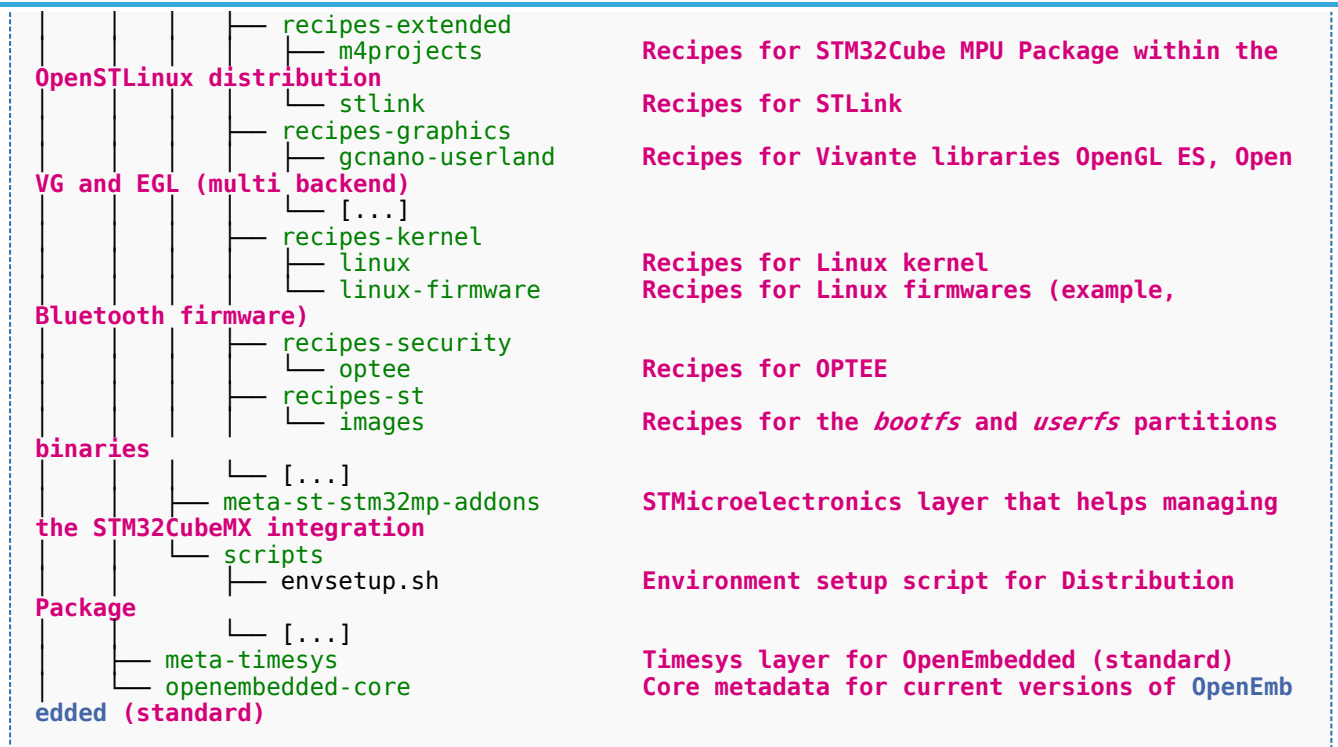 │      │      │      ├── recipes-extended
│      │      │      │      ├── m4projects                Recipes for STM32Cube MPU Package within the
OpenSTLinux distribution
│      │      │      │      └── stlink                    Recipes for STLink
│      │      │      ├── recipes-graphics
│      │      │      │      ├── gcnano-userland           Recipes for Vivante libraries OpenGL ES, Open
VG and EGL (multi backend)
│      │      │      │      └── [...]
│      │      │      ├── recipes-kernel
│      │      │      │      ├── linux                     Recipes for Linux kernel
│      │      │      │      └── linux-firmware            Recipes for Linux firmwares (example,
Bluetooth firmware)
│      │      │      ├── recipes-security
│      │      │      │      └── optee                     Recipes for OPTEE
│      │      │      ├── recipes-st
│      │      │      │      └── images                    Recipes for the bootfs and userfs partitions
binaries
│      │      │      └── [...]
│      │      ├── meta-st-stm32mp-addons                  STMicroelectronics layer that helps managing
the STM32CubeMX integration
│      │      └── scripts
│      │             ├── envsetup.sh                      Environment setup script for Distribution
Package
│      │             └── [...]
│      ├── meta-timesys                                   Timesys layer for OpenEmbedded (standard)
│      └── openembedded-core                              Core metadata for current versions of OpenEmb
edded (standard)